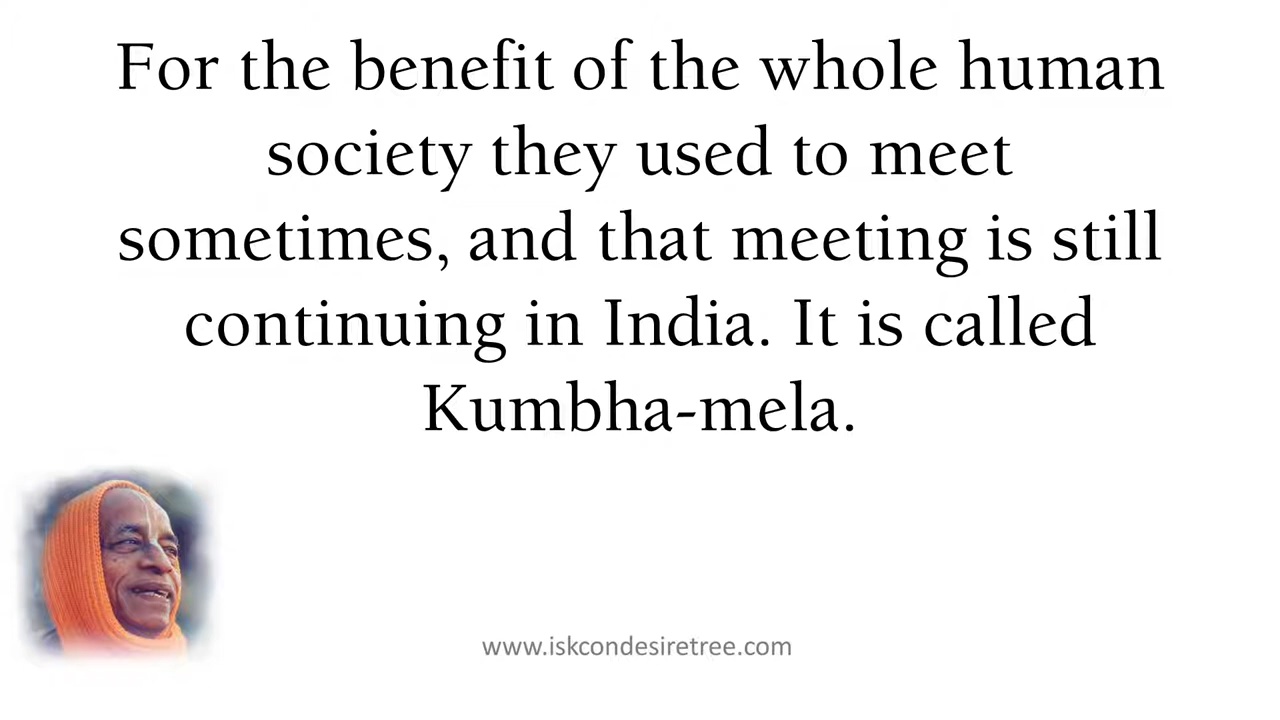 For the benefit of the whole human
society they used to meet
sometimes, and that meeting is still
continuing in India. It is called
Kumbha-mela.
www.iskcondesiretree.com